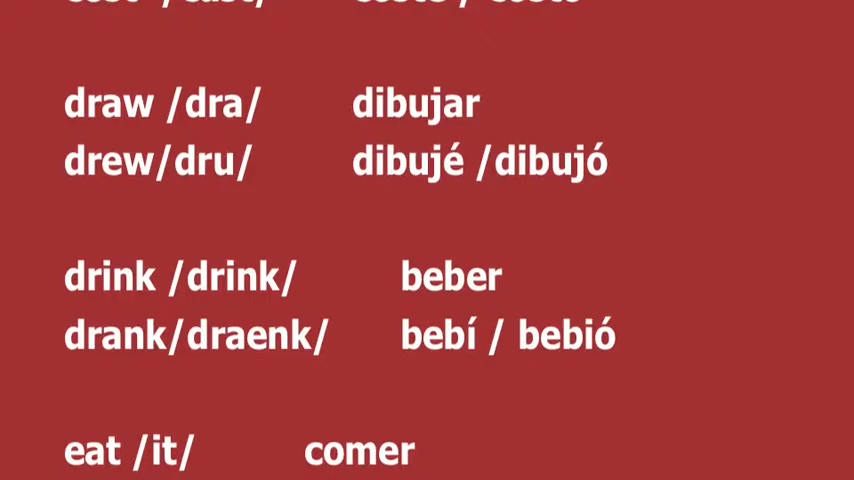 draw /dra/ dibujar
drew/dru/ dibujé /dibujó
drink /drink/ beber
drank/draenk/ bebí / bebió
eat /it/ comer